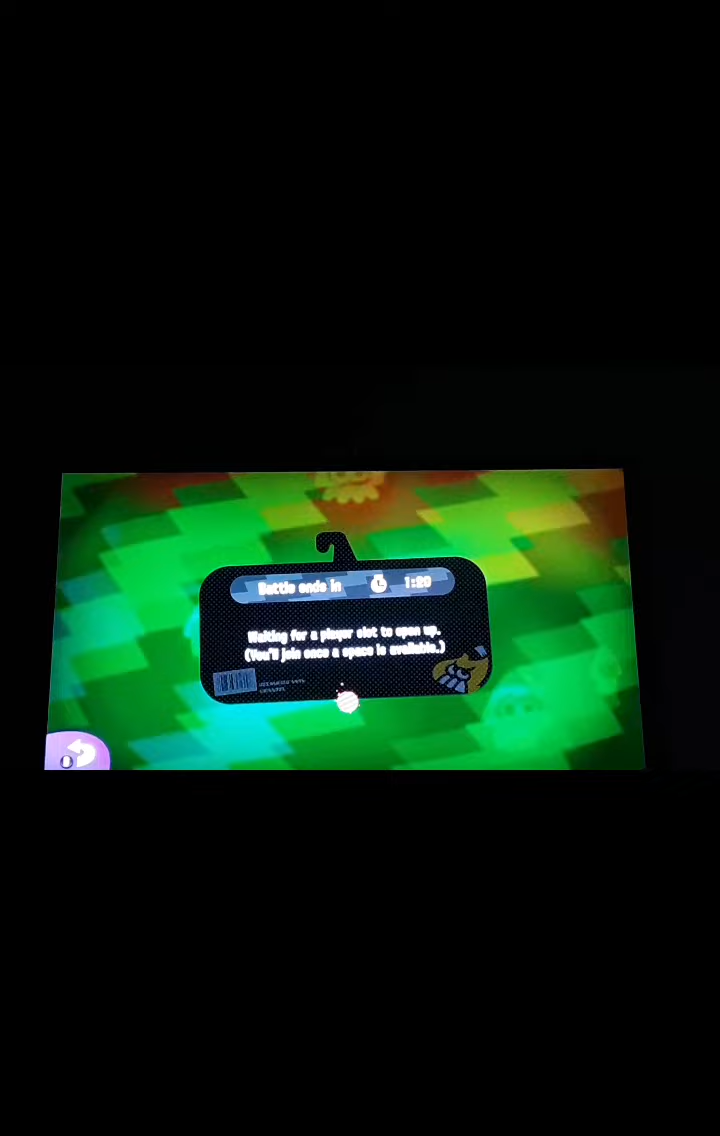 Battle ends in 1:20
Waiting for a player slot to open up.
(You'll join once a space is available.)